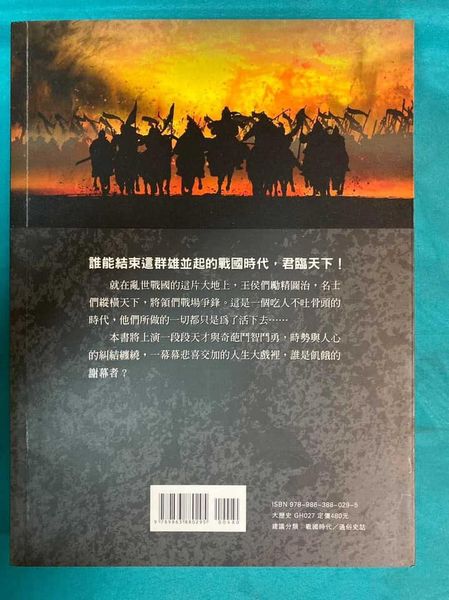 誰能結束這群雄並起的戰國時代，君臨天下！
就在亂世戰國的這片大地上，王侯們勵精圖治，名士
們縱橫天下，將領們戰場爭鋒。這是一個吃人不吐骨頭的
時代，他們所做的一切都只是為了活下去……
本書將上演一段段天才與奇葩鬥智鬥勇，時勢與人心
的糾結纏繞，一幕幕悲喜交加的人生大戲裡，誰是飢餓的
謝幕者？
ISBN 978-986-388-029-5
大歷史 GH027 定價480元
建議分類：戰國時代／通俗史話
9789863880295
00480